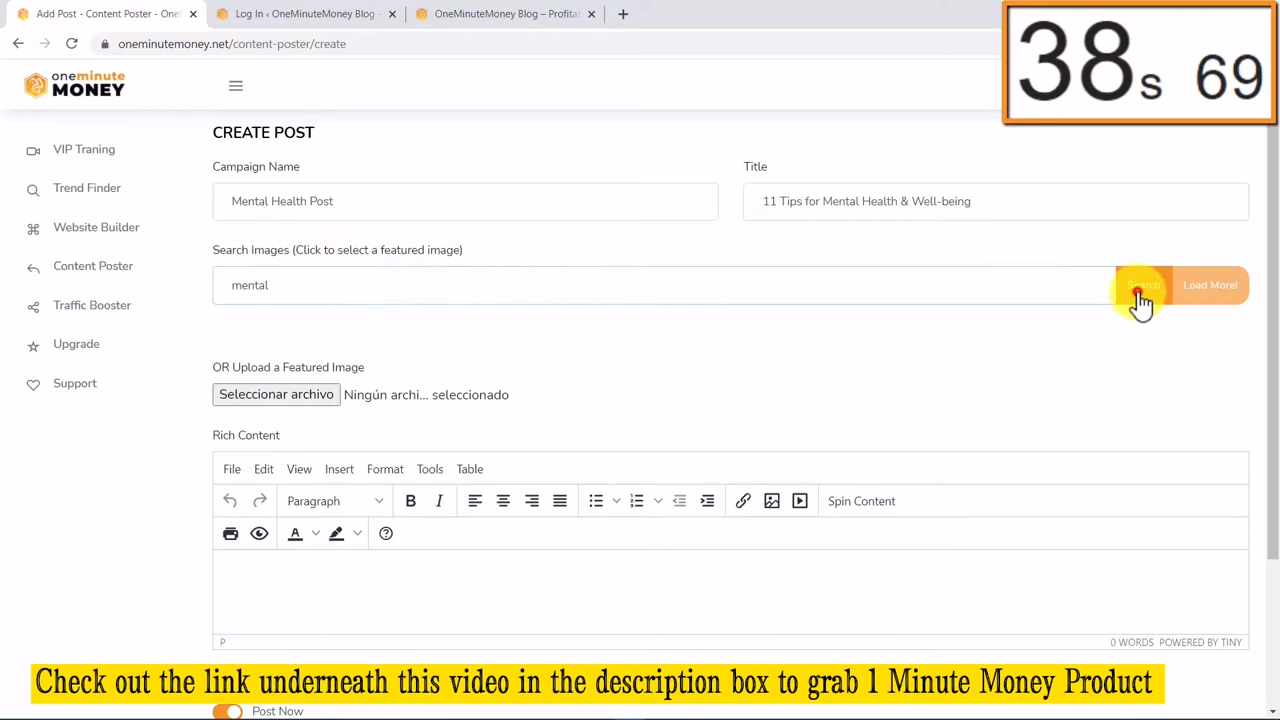 Add Post - Content Poster - One
Log In ‹ OneMinuteMoney Blog -
OneMinuteMoney Blog – Profita
oneminutemoney.net/content-poster/create
38s 69
oneminute
MONEY
VIP Traning
Trend Finder
Website Builder
Content Poster
Traffic Booster
Upgrade
Support
CREATE POST
Campaign Name
Title
Mental Health Post
11 Tips for Mental Health & Well-being
Search Images (Click to select a featured image)
mental
Search
Load More!
OR Upload a Featured Image
Seleccionar archivo Ningún archi... seleccionado
Rich Content
File Edit View Insert Format Tools Table
Paragraph B I Spin Content
A
P
0 WORDS POWERED BY TINY
Check out the link underneath this video in the description box to grab 1 Minute Money Product
Post Now